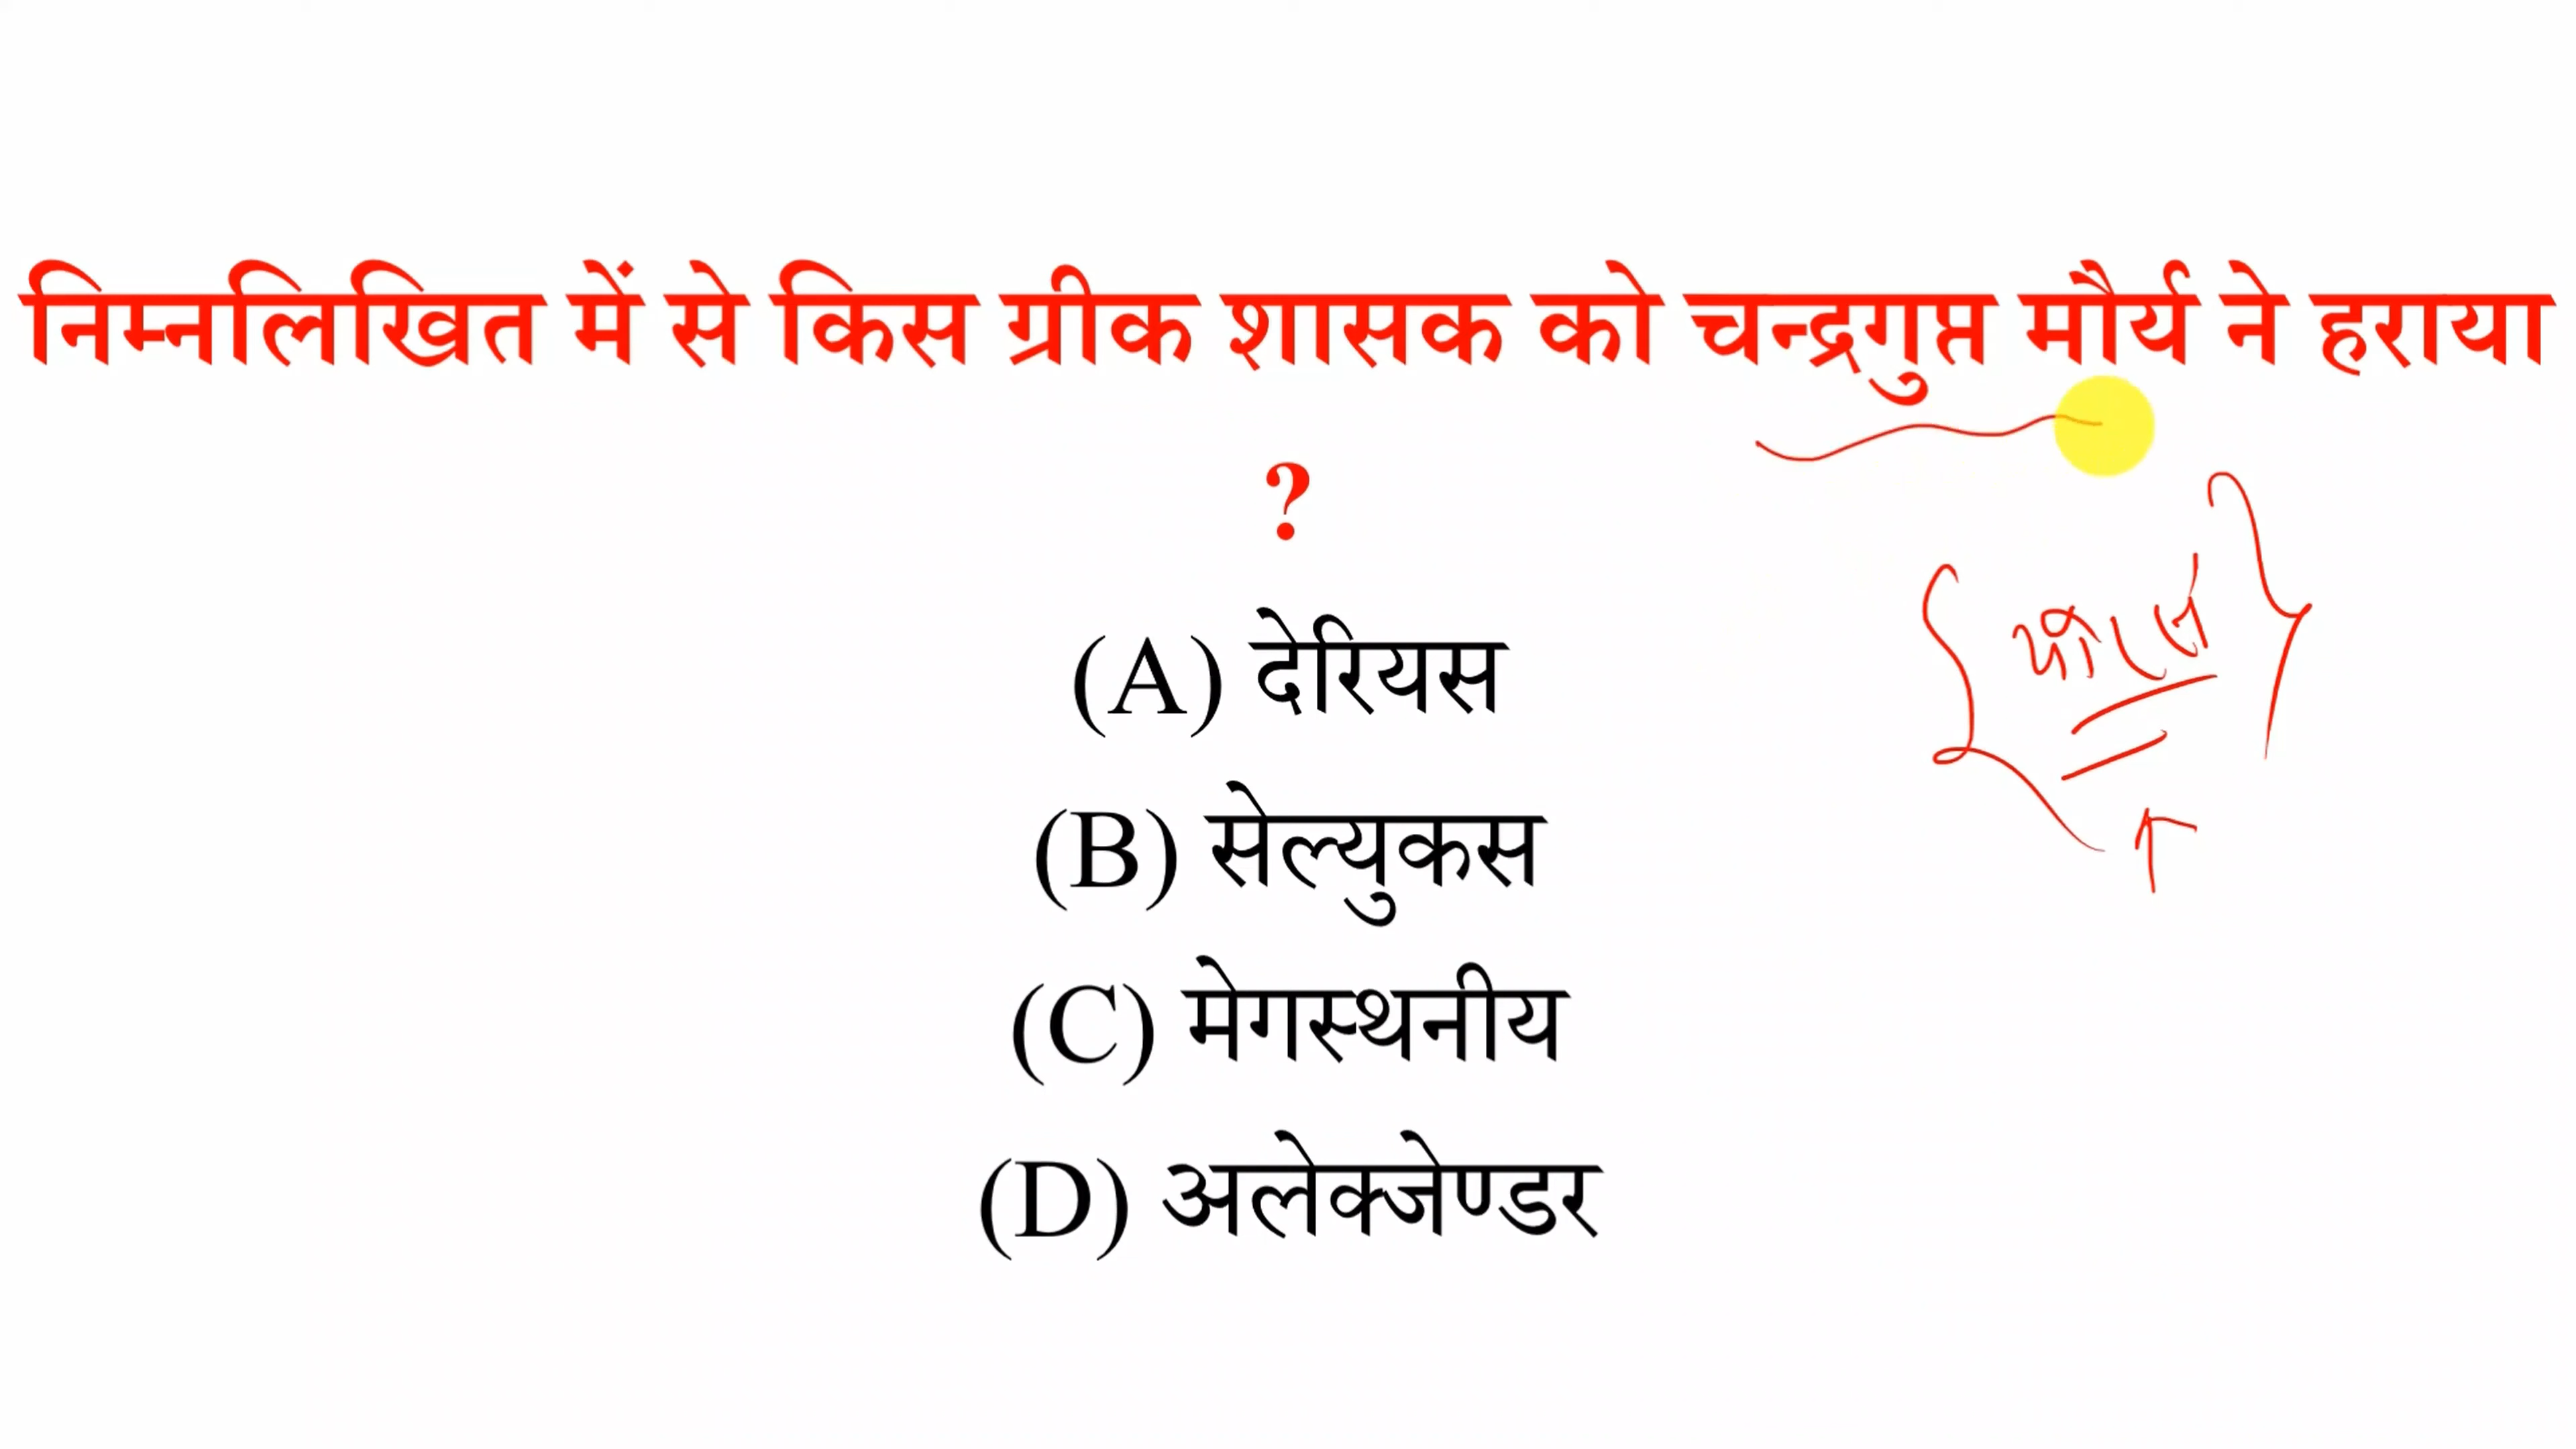 निम्नलिखित में से किस ग्रीक शासक को चन्द्रगुप्त मौर्य ने हराया
?
(A) देरियस
(B) सेल्युकस
(C) मेगस्थनीय
(D) अलेक्जेण्डर